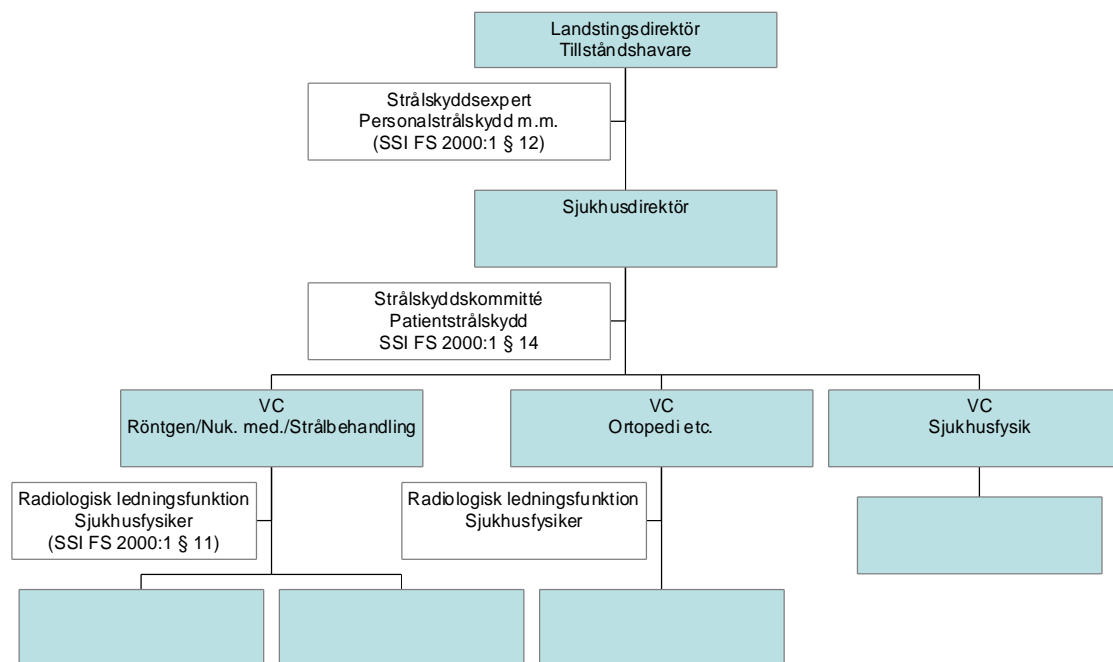 Landstingsdirektör
Tillståndshavare
Strålskyddsexpert
Personalstrålskydd m.m.
(SSI FS 2000:1 § 12)
Sjukhusdirektör
Strålskyddskommitté
Patientstrålskydd
SSI FS 2000:1 § 14
VC
Röntgen/Nuk. med./Strålbehandling
VC
Ortopedi etc.
VC
Sjukhusfysik
Radiologisk ledningsfunktion
Sjukhusfysiker
(SSI FS 2000:1 § 11)
Radiologisk ledningsfunktion
Sjukhusfysiker